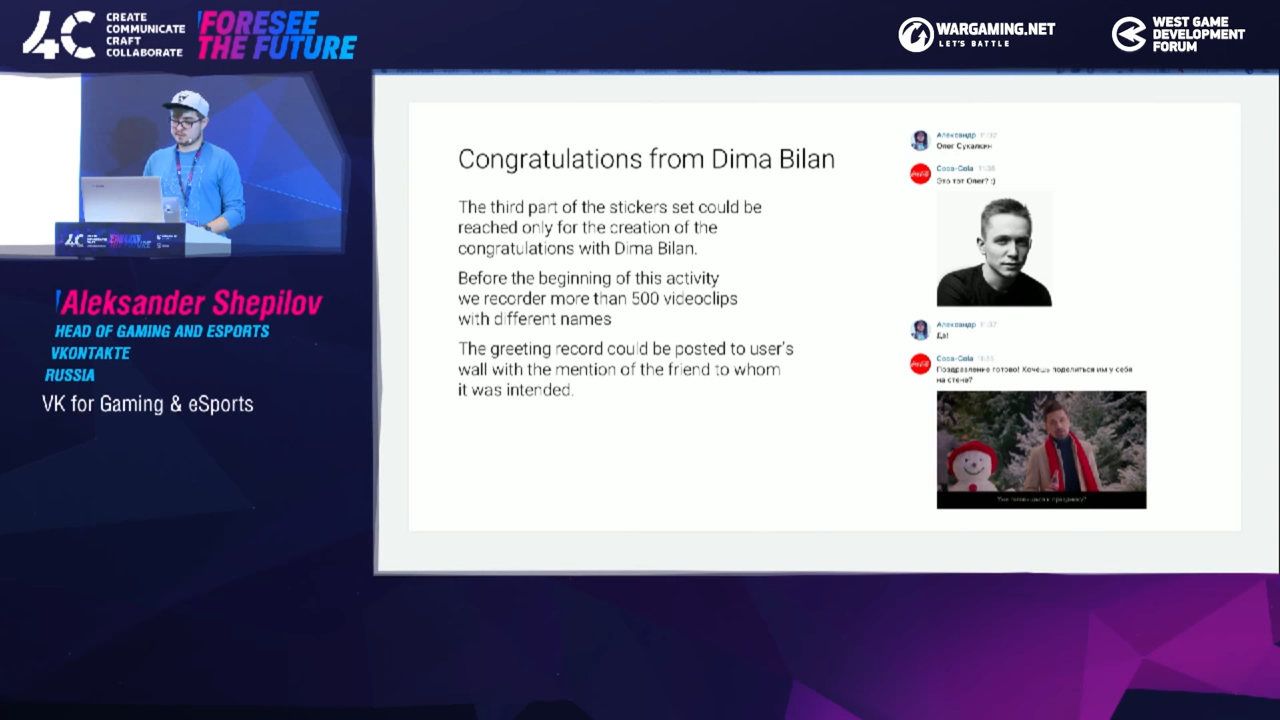 4C
CREATE
COMMUNICATE
CRAFT
COLLABORATE
FORESEE
THE FUTURE
WARGAMING.NET
LET'S BATTLE
WEST GAME
DEVELOPMENT
FORUM
Aleksander Shepilov
HEAD OF GAMING AND ESPORTS
VKONTAKTE
RUSSIA
VK for Gaming & eSports
Congratulations from Dima Bilan
The third part of the stickers set could be
reached only for the creation of the
congratulations with Dima Bilan.
Before the beginning of this activity
we recorder more than 500 videoclips
with different names
The greeting record could be posted to user's
wall with the mention of the friend to whom
it was intended.
Александр 11:32
Олег Сукалкин
Coca-Cola
Это тот Олег? :)
Александр 11:37
Да!
Coca-Cola
Поздравление готово! Хочешь поделиться им у себя
на стене?